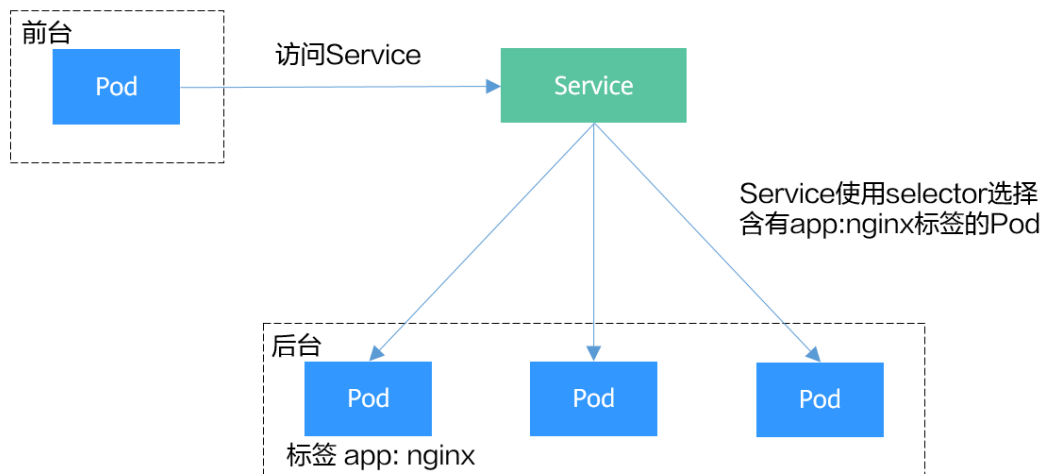 前台
Pod
访问Service
Service
Service使用selector选择
含有app:nginx标签的Pod
后台
Pod
Pod
Pod
标签 app: nginx